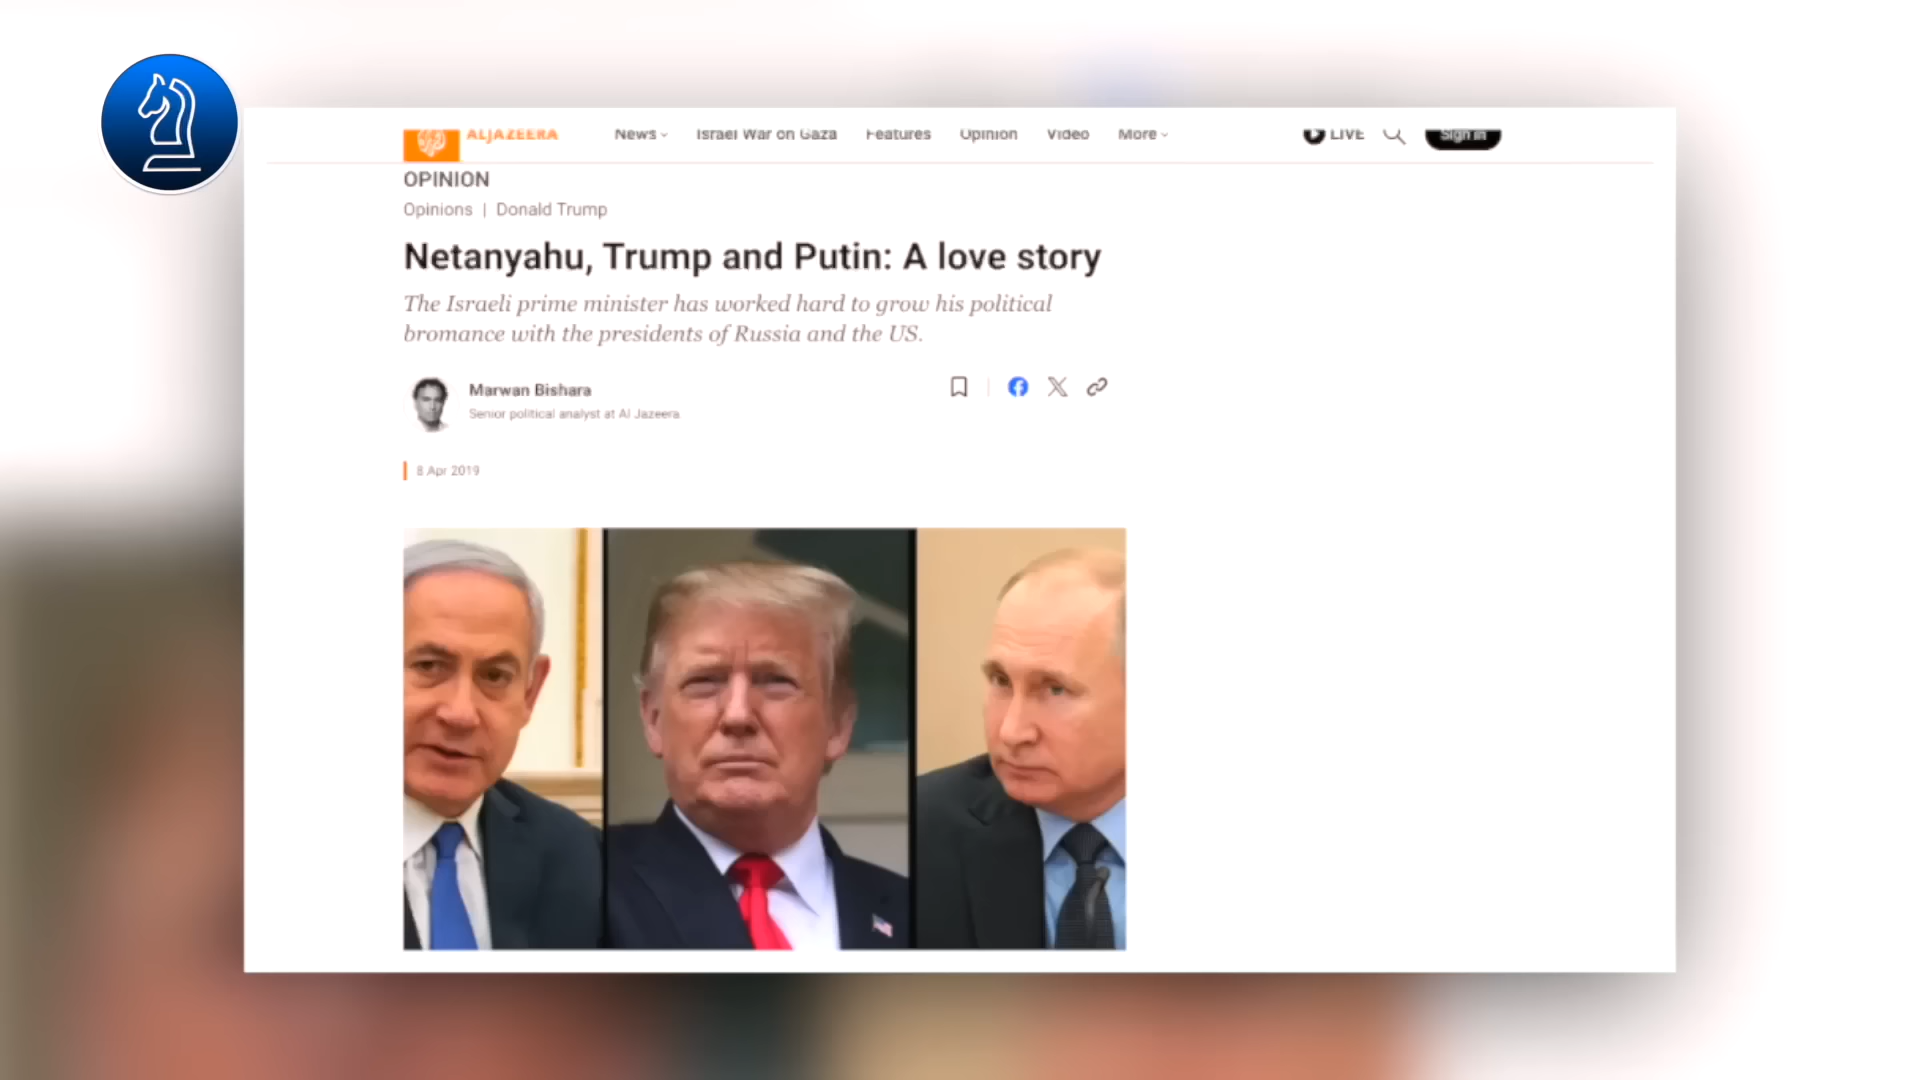 ALJAZEERA
News
Israel War on Gaza
Features
Opinion
Video
More
LIVE
Sign in
OPINION
Opinions | Donald Trump
Netanyahu, Trump and Putin: A love story
The Israeli prime minister has worked hard to grow his political
bromance with the presidents of Russia and the US.
Marwan Bishara
Senior political analyst at Al Jazeera
8 Apr 2019